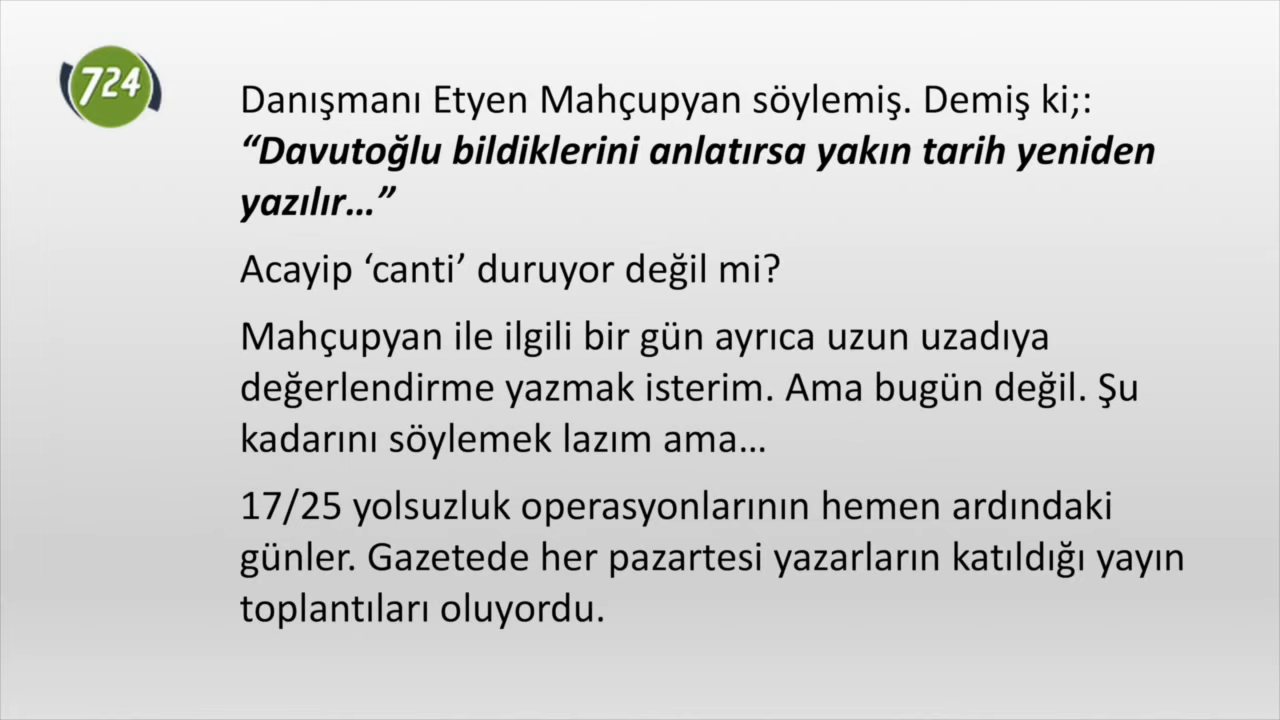 724
Danışmanı Etyen Mahçupyan söylemiş. Demiş ki;:
“Davutoğlu bildiklerini anlatırsa yakın tarih yeniden
yazılır…”
Acayip ‘canti’ duruyor değil mi?
Mahçupyan ile ilgili bir gün ayrıca uzun uzadıya
değerlendirme yazmak isterim. Ama bugün değil. Şu
kadarını söylemek lazım ama…
17/25 yolsuzluk operasyonlarının hemen ardındaki
günler. Gazetede her pazartesi yazarların katıldığı yayın
toplantıları oluyordu.